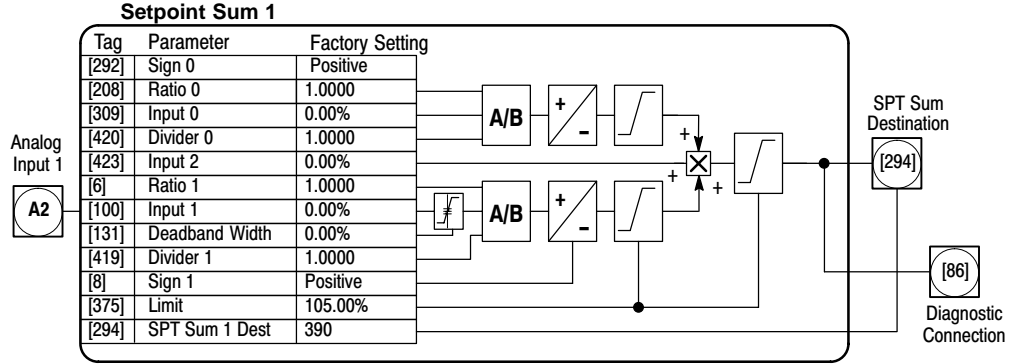 Setpoint Sum 1
Tag Parameter Factory Setting
[292] Sign 0 Positive
[208] Ratio 0 1.0000
[309] Input 0 0.00%
[420] Divider 0 1.0000
[423] Input 2 0.00%
[6] Ratio 1 1.0000
[100] Input 1 0.00%
[131] Deadband Width 0.00%
[419] Divider 1 1.0000
[8] Sign 1 Positive
[375] Limit 105.00%
[294] SPT Sum 1 Dest 390
Analog
Input 1
A2
A/B
+
-
A/B
+
-
+
+
+
SPT Sum
Destination
[294]
[86]
Diagnostic
Connection